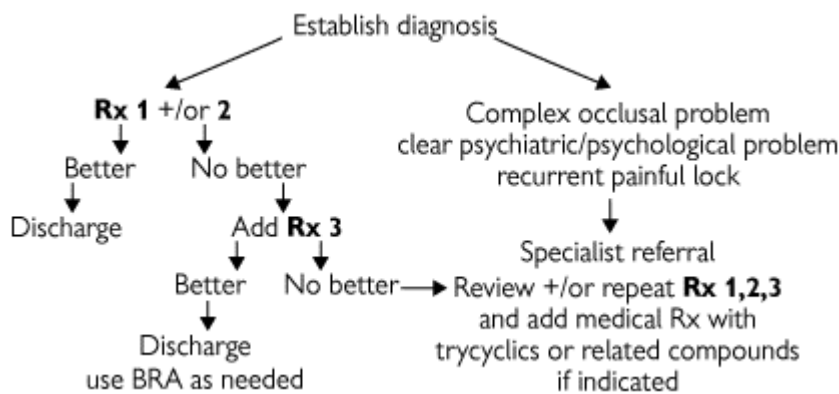 Establish diagnosis
Rx 1 +/or 2
Better
No better
Discharge
Add Rx 3
Better
No better
Discharge
use BRA as needed
Complex occlusal problem
clear psychiatric/psychological problem
recurrent painful lock
Specialist referral
Review +/or repeat Rx 1,2,3
and add medical Rx with
trycyclics or related compounds
if indicated